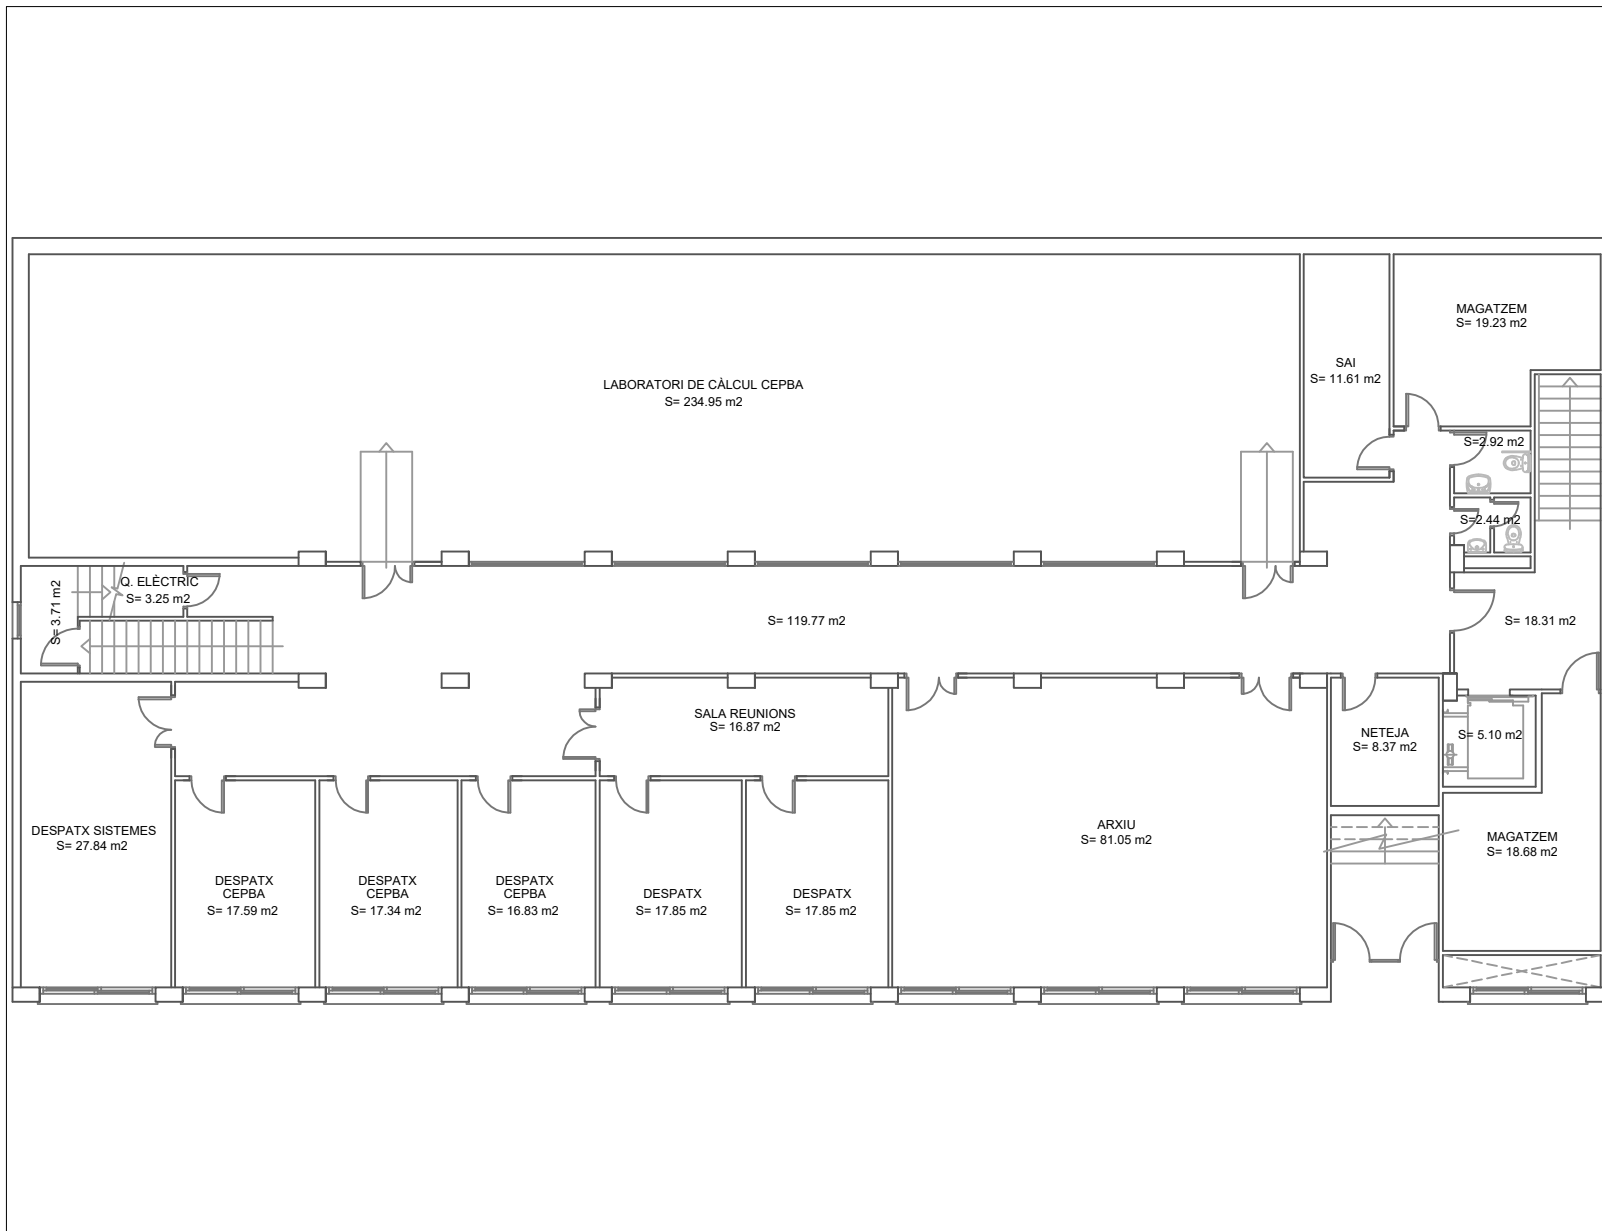 MAGATZEM
S= 19.23 m2
SAI
S= 11.61 m2
LABORATORI DE CÀLCUL CEPBA
S= 234.95 m2
S=2.92 m2
S=2.44 m2
Q. ELÈCTRIC
S= 3.25 m2
S= 3.71 m2
S= 119.77 m2
S= 18.31 m2
SALA REUNIONS
S= 16.87 m2
NETEJA
S= 8.37 m2
S= 5.10 m2
DESPATX SISTEMES
S= 27.84 m2
ARXIU
S= 81.05 m2
MAGATZEM
S= 18.68 m2
DESPATX
CEPBA
S= 17.59 m2
DESPATX
CEPBA
S= 17.34 m2
DESPATX
CEPBA
S= 16.83 m2
DESPATX
S= 17.85 m2
DESPATX
S= 17.85 m2